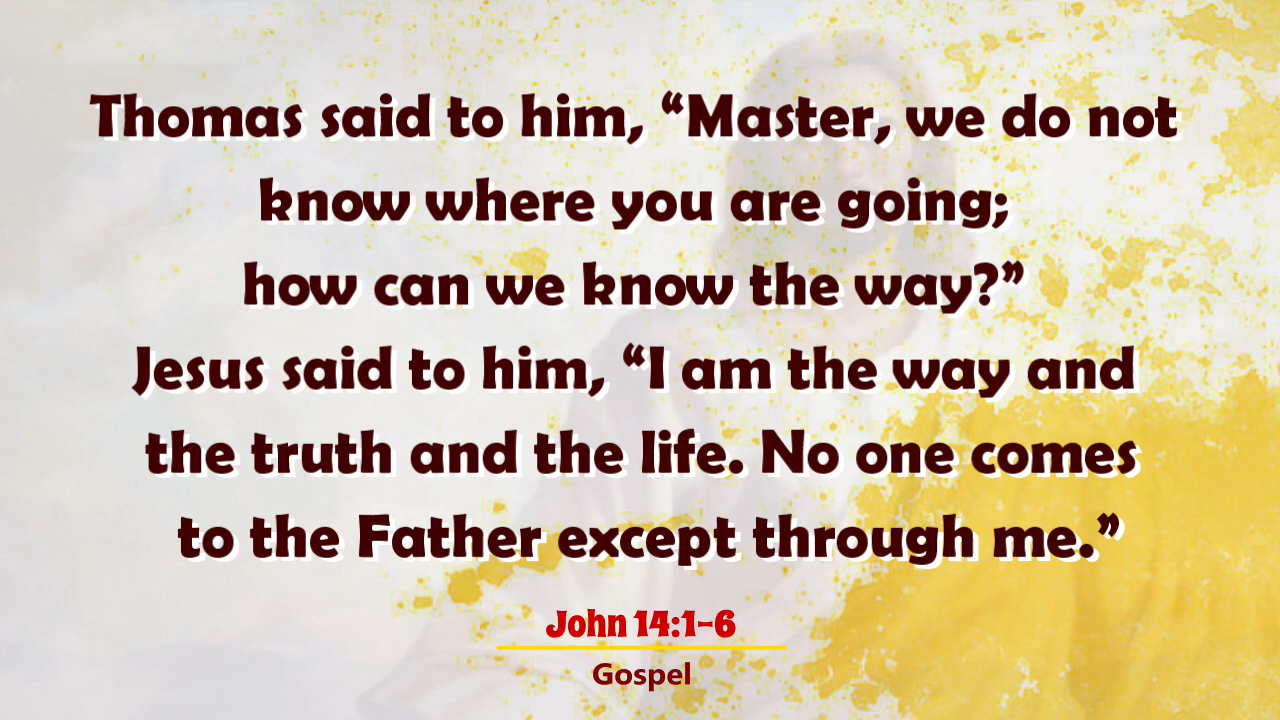 Thomas said to him, “Master, we do not
know where you are going;
how can we know the way?”
Jesus said to him, “I am the way and
the truth and the life. No one comes
to the Father except through me.”
John 14:1-6
Gospel